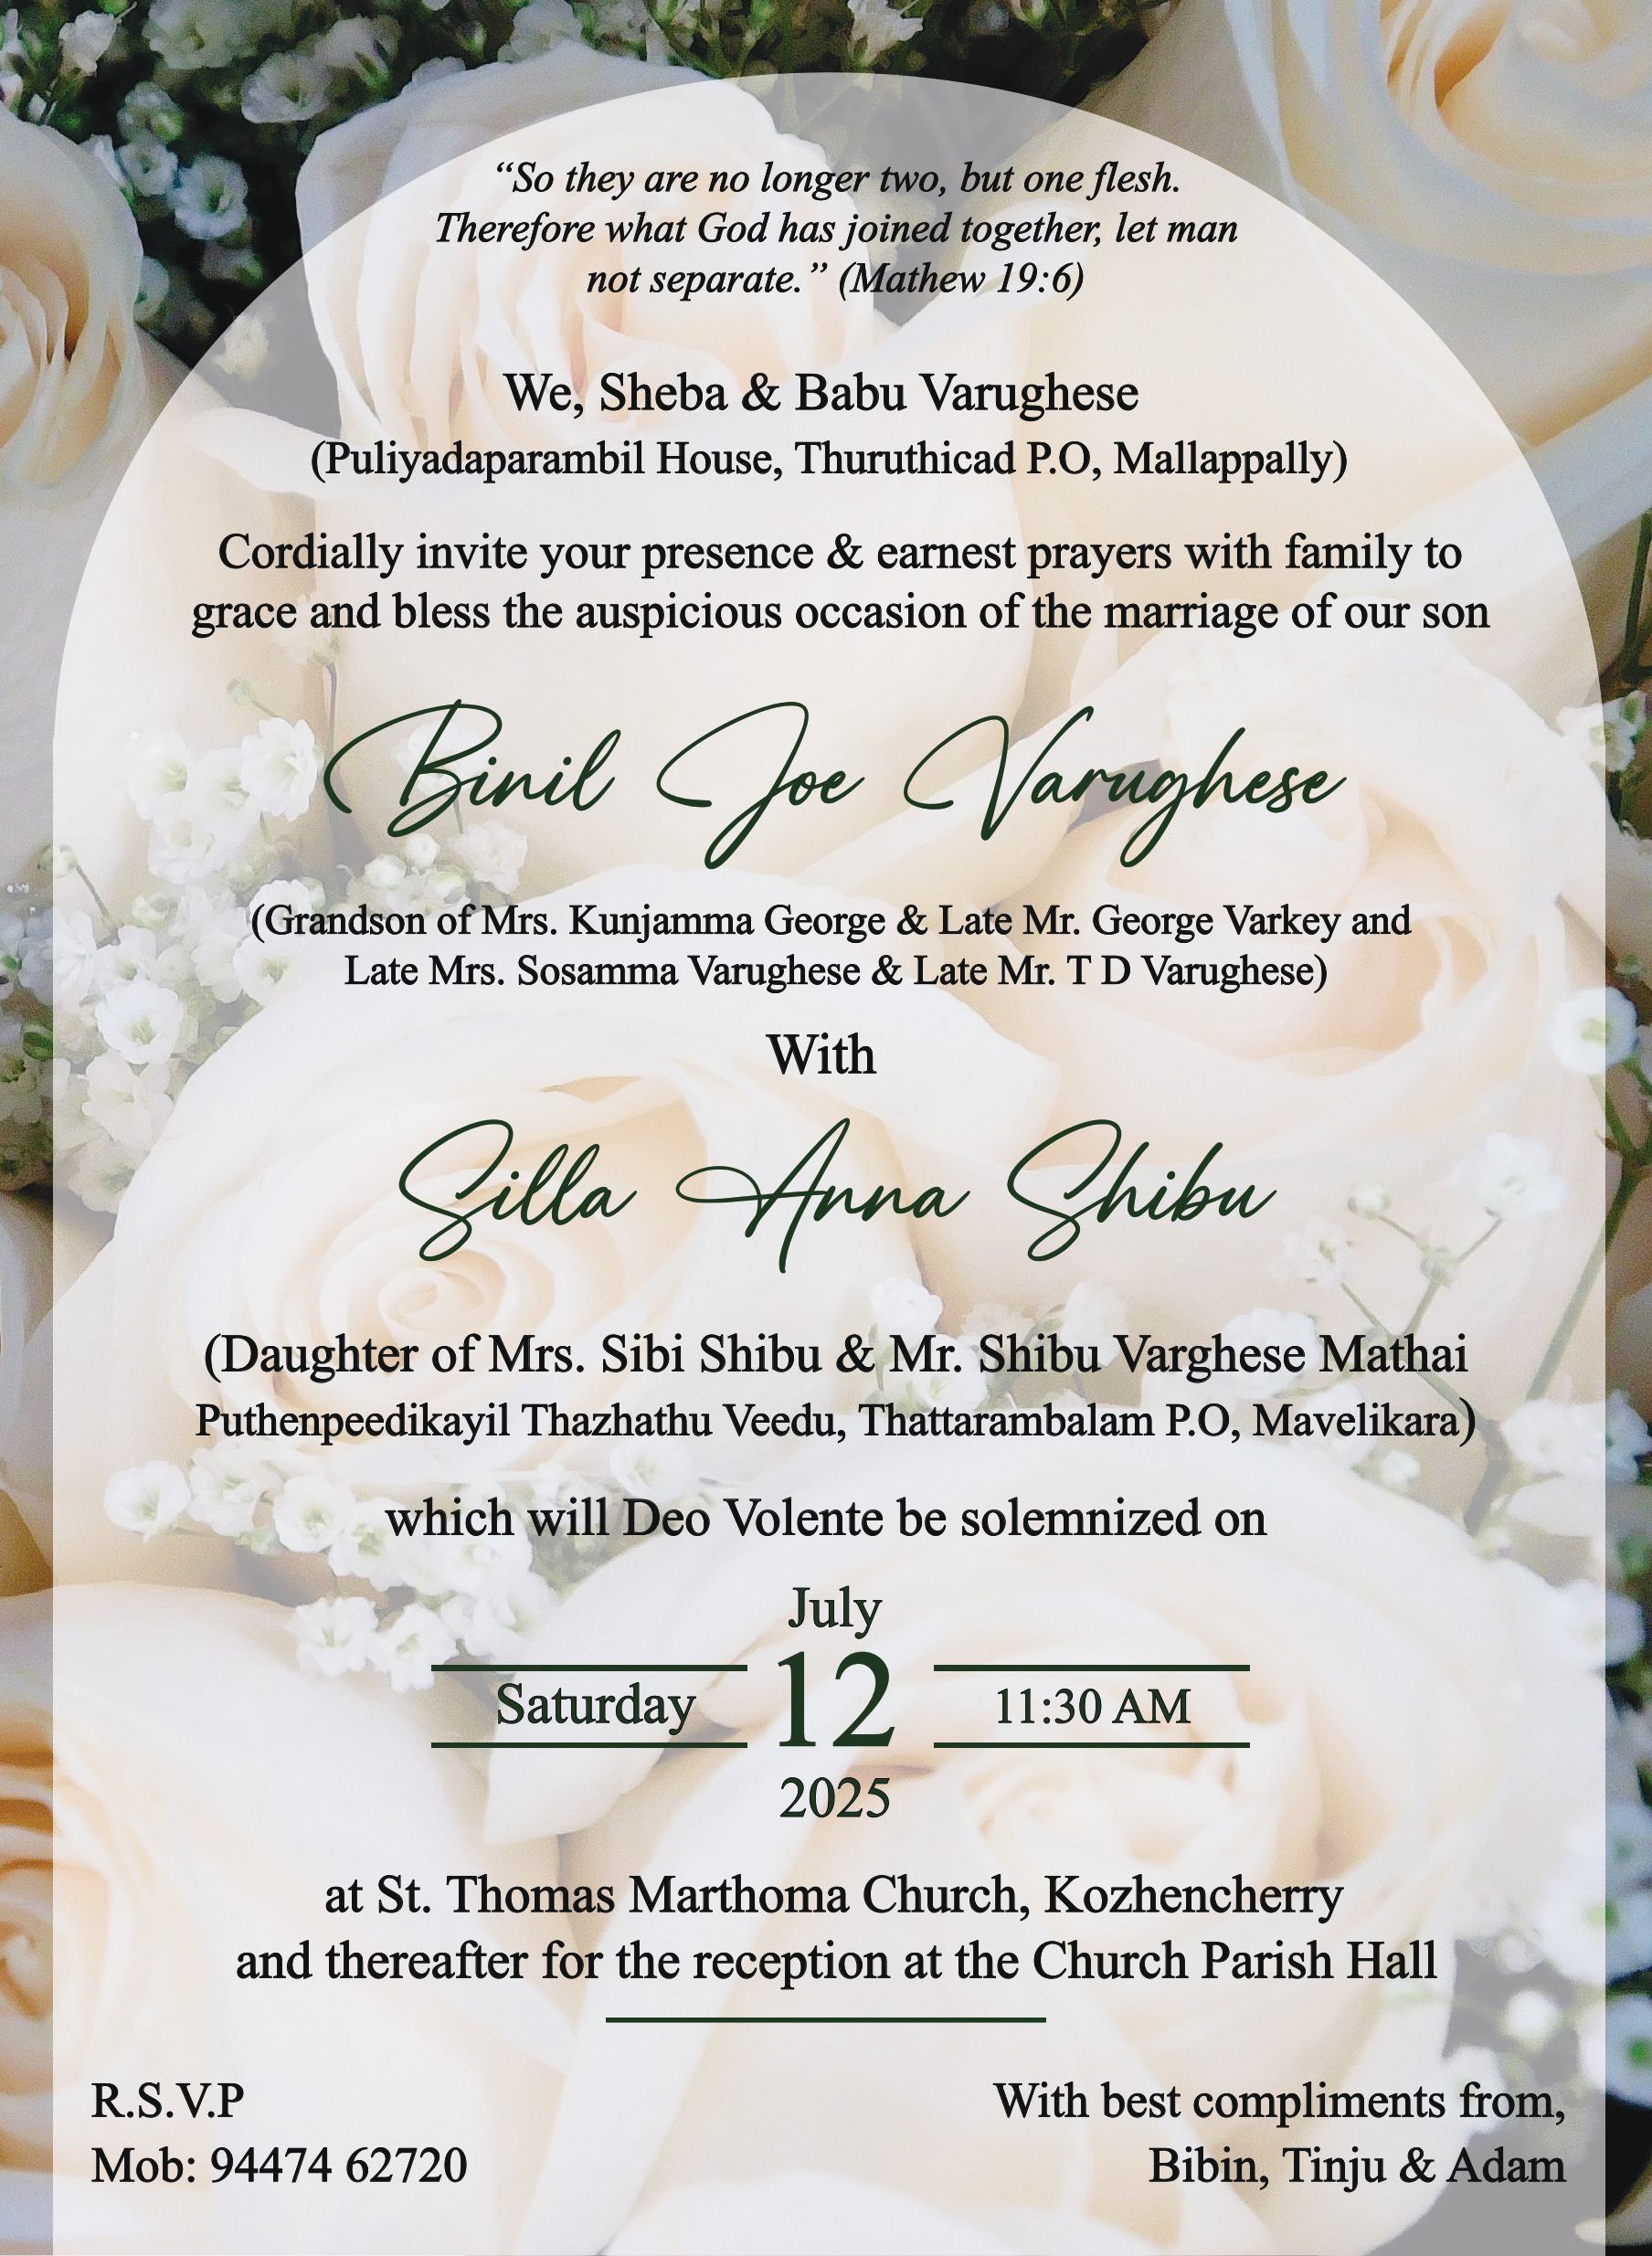 “So they are no longer two, but one flesh.
Therefore what God has joined together, let man
not separate.” (Mathew 19:6)
We, Sheba & Babu Varughese
(Puliyadaparambil House, Thuruthicad P.O, Mallappally)
Cordially invite your presence & earnest prayers with family to
grace and bless the auspicious occasion of the marriage of our son
Binil Joe Varughese
(Grandson of Mrs. Kunjamma George & Late Mr. George Varkey and
Late Mrs. Sosamma Varughese & Late Mr. T D Varughese)
With
Silla Anna Shibu
(Daughter of Mrs. Sibi Shibu & Mr. Shibu Varghese Mathai
Puthenpeedikayil Thazhathu Veedu, Thattarambalam P.O, Mavelikara)
which will Deo Volente be solemnized on
July
Saturday 12 11:30 AM
2025
at St. Thomas Marthoma Church, Kozhencherry
and thereafter for the reception at the Church Parish Hall
R.S.V.P
Mob: 94474 62720
With best compliments from,
Bibin, Tinju & Adam